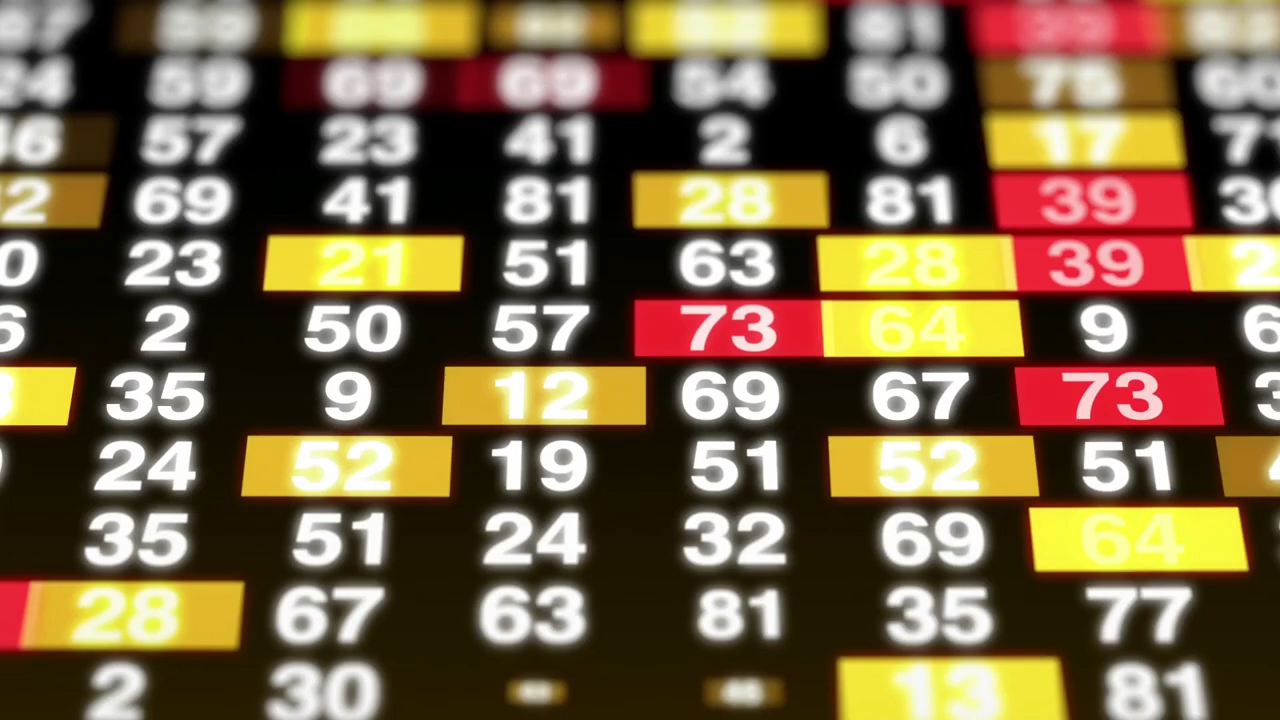 59 81
24 59 69 69 54 50 75 60
57 23 41 2 6 17
69 41 81 28 81 39
23 21 51 63 28 39
2 50 57 73 64 9
35 9 12 69 67 73
24 52 19 51 52 51
35 51 24 32 69 64
28 67 63 81 35 77
2 30 13 81